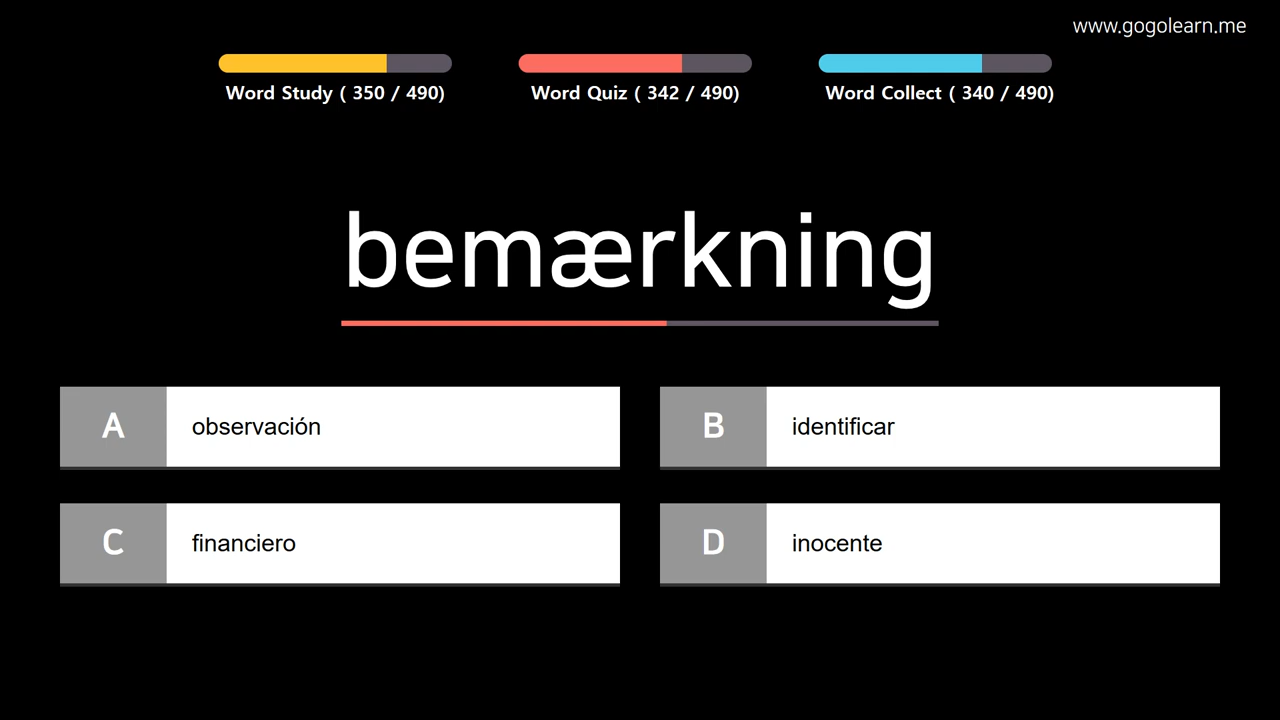 www.gogolearn.me
Word Study ( 350 / 490)
Word Quiz ( 342 / 490)
Word Collect ( 340 / 490)
bemærkning
A observación
B identificar
C financiero
D inocente